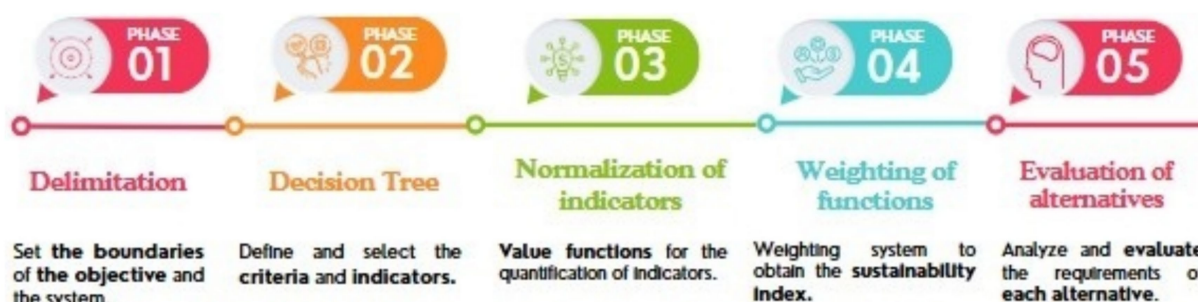 PHASE
01
PHASE
02
PHASE
03
PHASE
04
PHASE
05
Delimitation
Decision Tree
Normalization of
indicators
Weighting of
functions
Evaluation of
alternatives
Set the boundaries
of the objective and
the system.
Define and select the
criteria and indicators.
Value functions for the
quantification of indicators.
Weighting system to
obtain the sustainability
index.
Analyze and evaluate
the requirements of
each alternative.